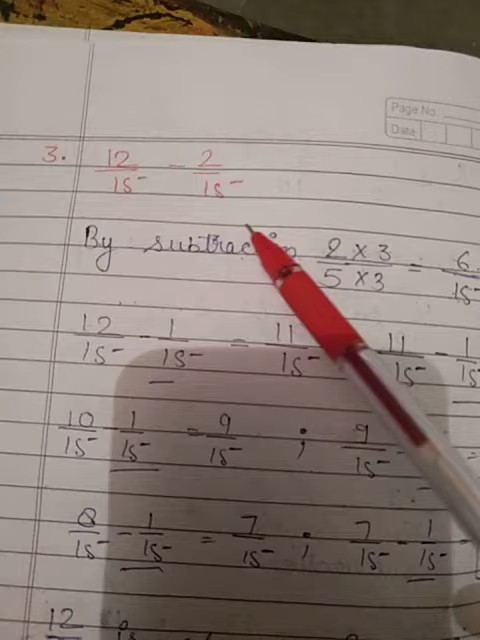 Page No.
Date
3. 12/15 - 2/15
By subtraction 2 x 3/5 x 3 = 6/15
12/15 - 1/15 = 11/15 11/15 - 1/15
10/15 - 1/15 = 9/15 ; 9/15 -
8/15 - 1/15 = 7/15 ; 7/15 - 1/15 =
12